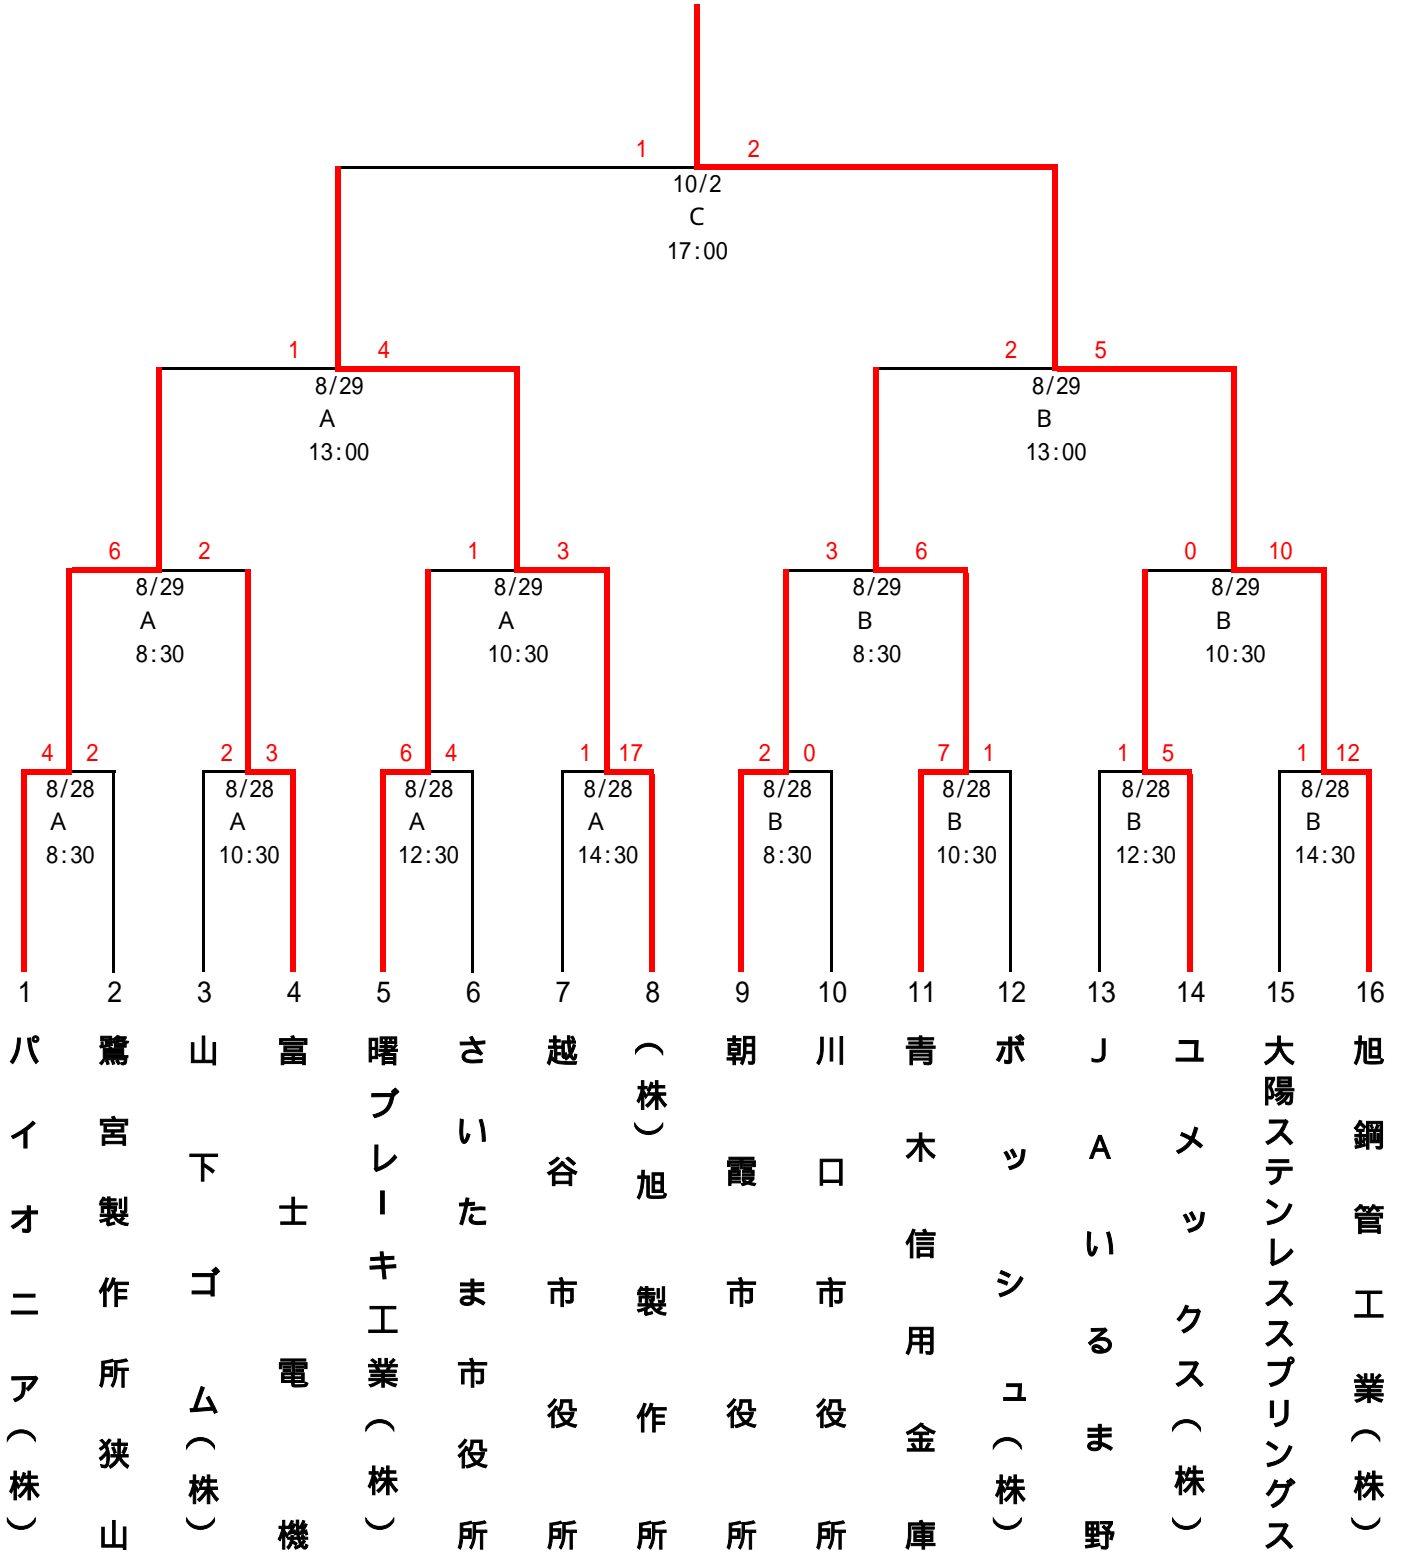 1 2
10/2
C
17:00
1 4 2 5
8/29 8/29
A B
13:00 13:00
6 2 1 3 3 6 0 10
8/29 8/29 8/29 8/29
A A B B
8:30 10:30 8:30 10:30
4 2 2 3 6 4 1 17 2 0 7 1 1 5 1 12
8/28 8/28 8/28 8/28 8/28 8/28 8/28 8/28
A A A A B B B B
8:30 10:30 12:30 14:30 8:30 10:30 12:30 14:30
1 2 3 4 5 6 7 8 9 10 11 12 13 14 15 16
パイオニア(株)
鷺宮製作所狭山
山下ゴム(株)
富士電機
曙ブレーキ工業(株)
さいたま市役所
越谷市役所
(株)旭製作所
朝霞市役所
川口市役所
青木信用金庫
ボッシュ(株)
JAいるま野
ユメックス(株)
大陽ステンレススプリングス
旭鋼管工業(株)